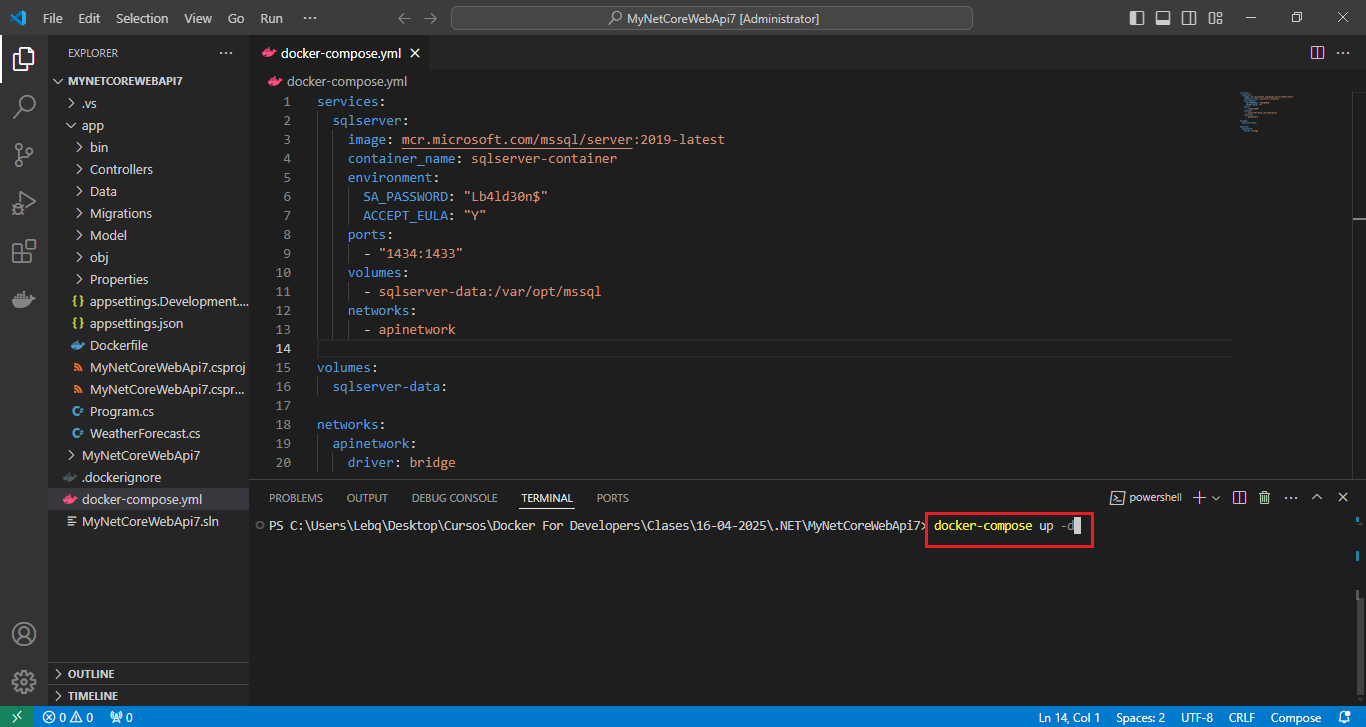 File Edit Selection View Go Run ···
MyNetCoreWebApi7 [Administrator]
EXPLORER ···
MYNETCOREWEBAPI7
.vs
app
bin
Controllers
Data
Migrations
Model
obj
Properties
appsettings.Development....
appsettings.json
Dockerfile
MyNetCoreWebApi7.csproj
MyNetCoreWebApi7.cspr...
Program.cs
WeatherForecast.cs
MyNetCoreWebApi7
.dockerignore
docker-compose.yml
MyNetCoreWebApi7.sln
OUTLINE
TIMELINE
docker-compose.yml
docker-compose.yml
1 services:
2 sqlserver:
3 image: mcr.microsoft.com/mssql/server:2019-latest
4 container_name: sqlserver-container
5 environment:
6 SA_PASSWORD: "Lb4ld30n$"
7 ACCEPT_EULA: "Y"
8 ports:
9 - "1434:1433"
10 volumes:
11 - sqlserver-data:/var/opt/mssql
12 networks:
13 - apinetwork
14
15 volumes:
16 sqlserver-data:
17
18 networks:
19 apinetwork:
20 driver: bridge
PROBLEMS OUTPUT DEBUG CONSOLE TERMINAL PORTS
powershell
PS C:\Users\Lebq\Desktop\Cursos\Docker For Developers\Clases\16-04-2025\.NET\MyNetCoreWebApi7> docker-compose up -d
0 0 0
Ln 14, Col 1 Spaces: 2 UTF-8 CRLF Compose